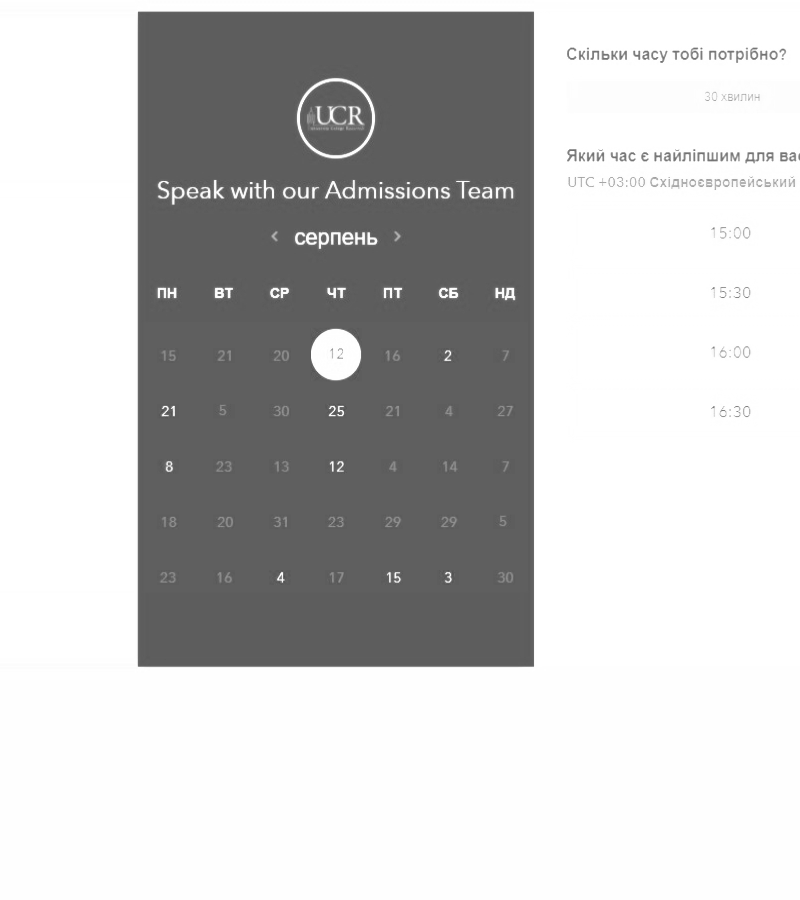 UCR
Speak with our Admissions Team
< серпень >
ПН ВТ СР ЧТ ПТ СБ НД
15 21 20 12 16 2 7
21 5 30 25 21 4 27
8 23 13 12 4 14 7
18 20 31 23 29 29 5
23 16 4 17 15 3 30
Скільки часу тобі потрібно?
30 хвилин
Який час є найліпшим для вас
UTC +03:00 Східноєвропейський
15:00
15:30
16:00
16:30